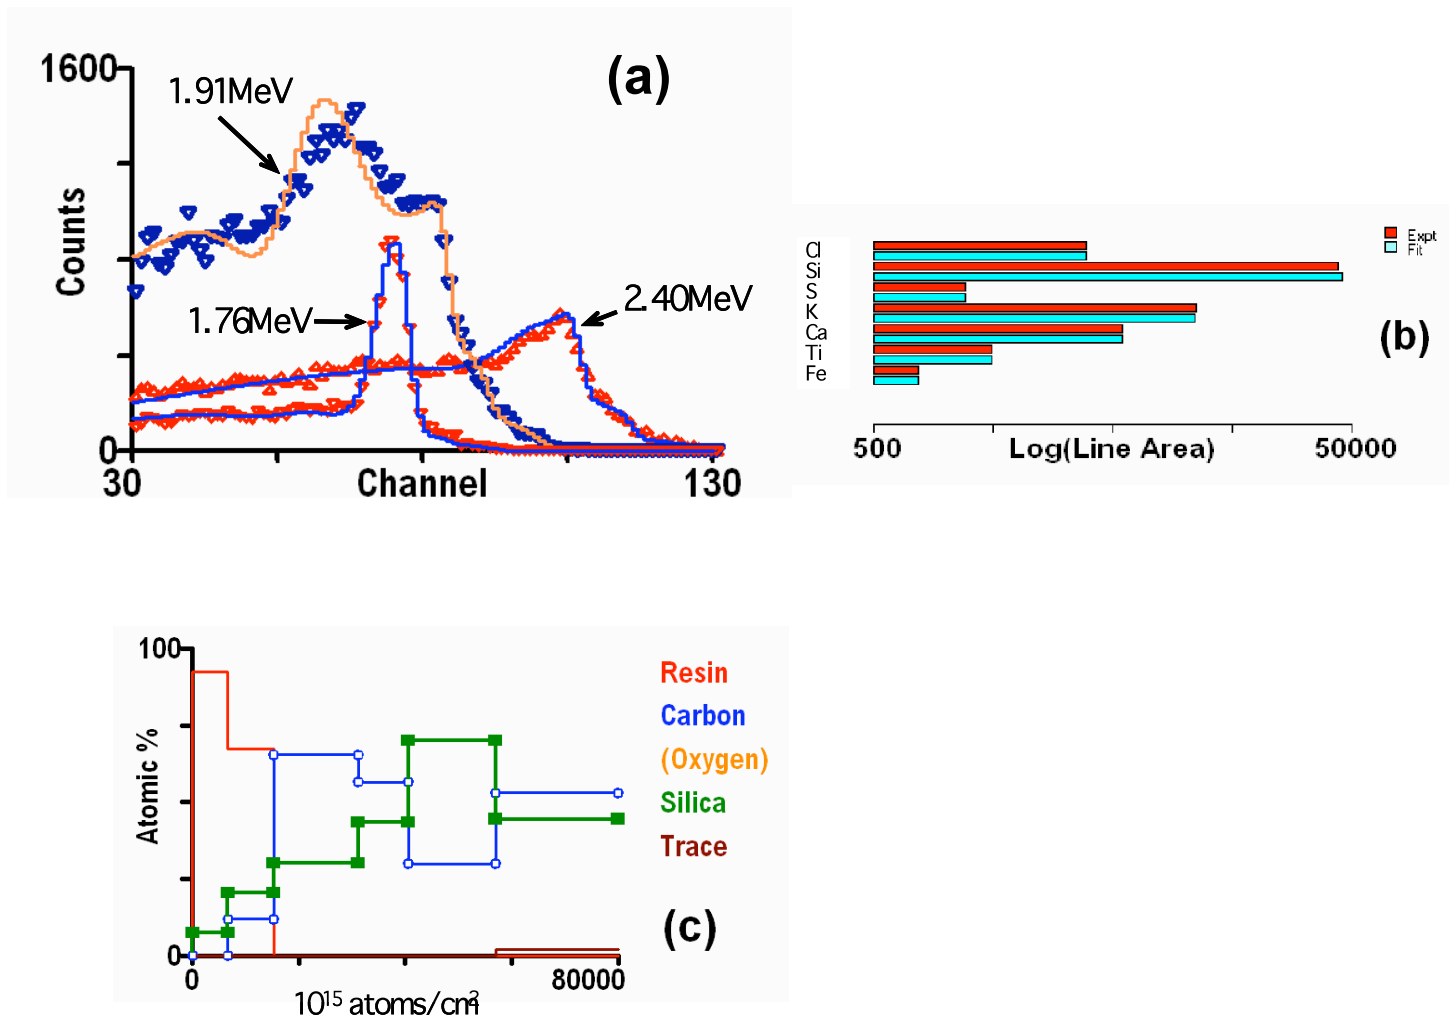 1600
(a)
1.91MeV
Counts
1.76MeV
2.40MeV
0
30
Channel
130
Expt
Fit
Cl
Si
S
K
Ca
Ti
Fe
(b)
500
Log(Line Area)
50000
100
Resin
Carbon
(Oxygen)
Silica
Trace
Atomic %
(c)
0
0
80000
10¹⁵ atoms/cm²